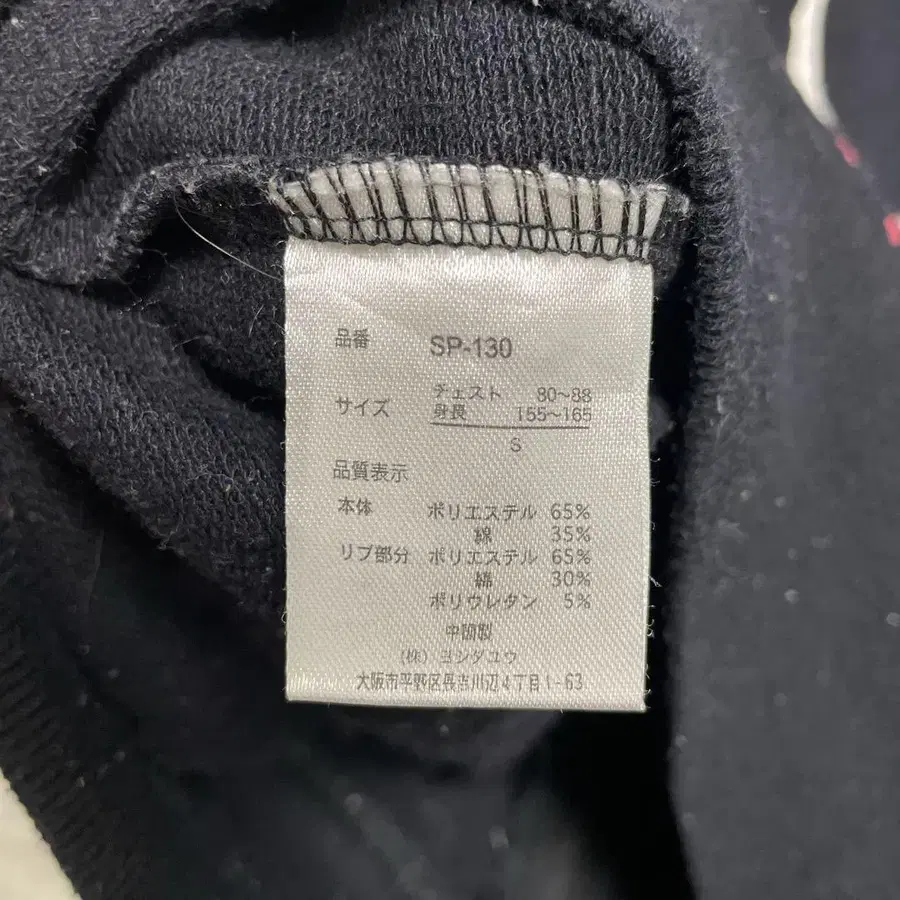 品番 SP-130
サイズ チェスト 80~88
身長 155~165
S
品質表示
本体 ポリエステル 65%
綿 35%
リブ部分 ポリエステル 65%
綿 30%
ポリウレタン 5%
中国製
(株) ヨシダユウ
大阪市平野区長吉川辺4丁目1-63